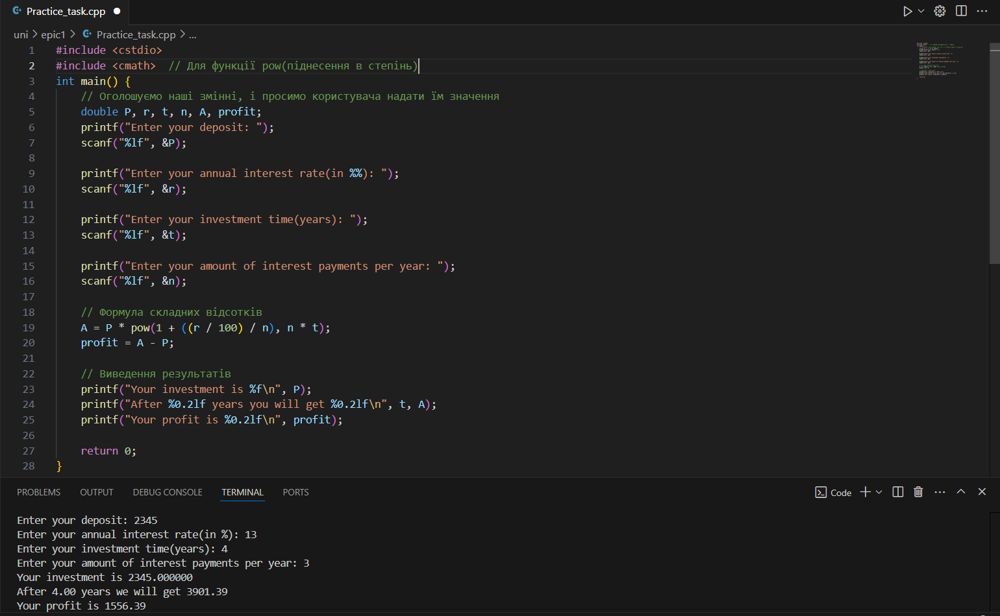 Practice_task.cpp
uni > epic1 > Practice_task.cpp > ...
1 #include <cstdio>
2 #include <cmath>  // Для функції pow(піднесення в степінь)
3 int main() {
4     // Оголошуємо наші змінні, і просимо користувача надати їм значення
5     double P, r, t, n, A, profit;
6     printf("Enter your deposit: ");
7     scanf("%lf", &P);
8
9     printf("Enter your annual interest rate(in %%): ");
10     scanf("%lf", &r);
11
12     printf("Enter your investment time(years): ");
13     scanf("%lf", &t);
14
15     printf("Enter your amount of interest payments per year: ");
16     scanf("%lf", &n);
17
18     // Формула складних відсотків
19     A = P * pow(1 + ((r / 100) / n), n * t);
20     profit = A - P;
21
22     // Виведення результатів
23     printf("Your investment is %f\n", P);
24     printf("After %0.2lf years you will get %0.2lf\n", t, A);
25     printf("Your profit is %0.2lf\n", profit);
26
27     return 0;
28 }
PROBLEMS OUTPUT DEBUG CONSOLE TERMINAL PORTS Code
Enter your deposit: 2345
Enter your annual interest rate(in %): 13
Enter your investment time(years): 4
Enter your amount of interest payments per year: 3
Your investment is 2345.000000
After 4.00 years we will get 3901.39
Your profit is 1556.39